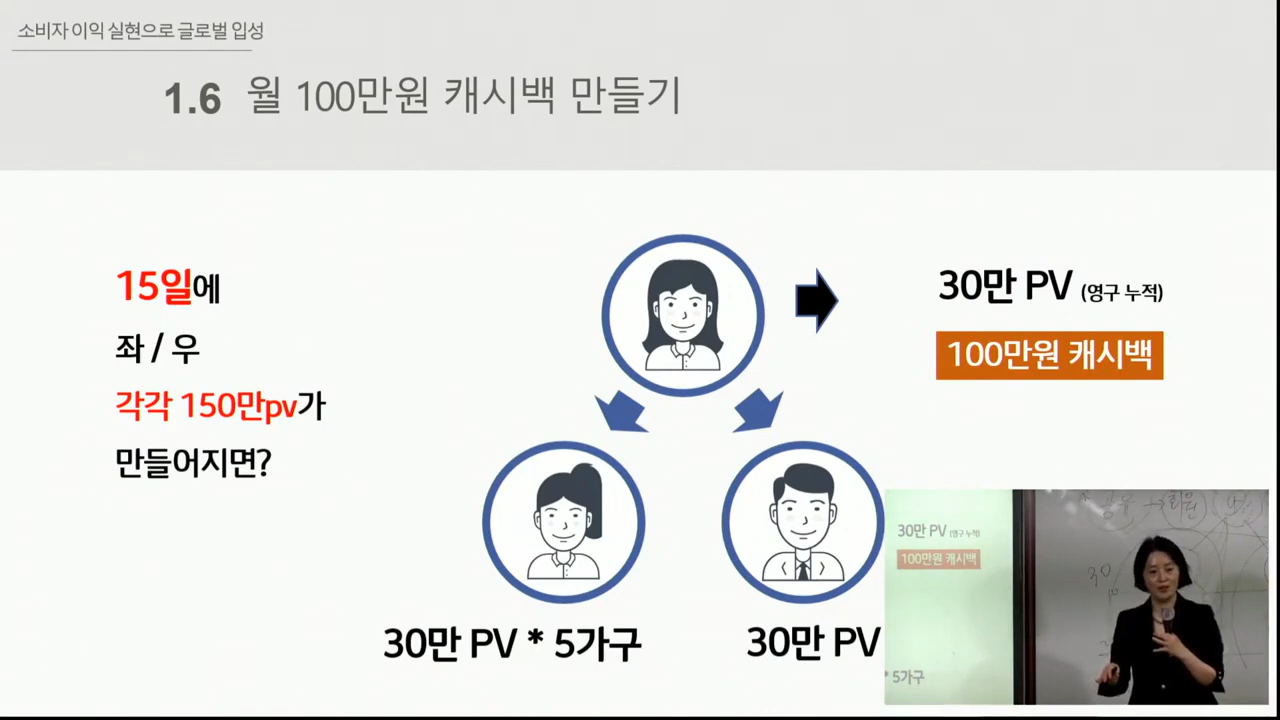 소비자 이익 실현으로 글로벌 입성
1.6 월 100만원 캐시백 만들기
15일에
좌 / 우
각각 150만pv가
만들어지면?
30만 PV (영구 누적)
100만원 캐시백
30만 PV * 5가구
30만 PV
30만 PV (영구 누적)
100만원 캐시백
* 5가구
30